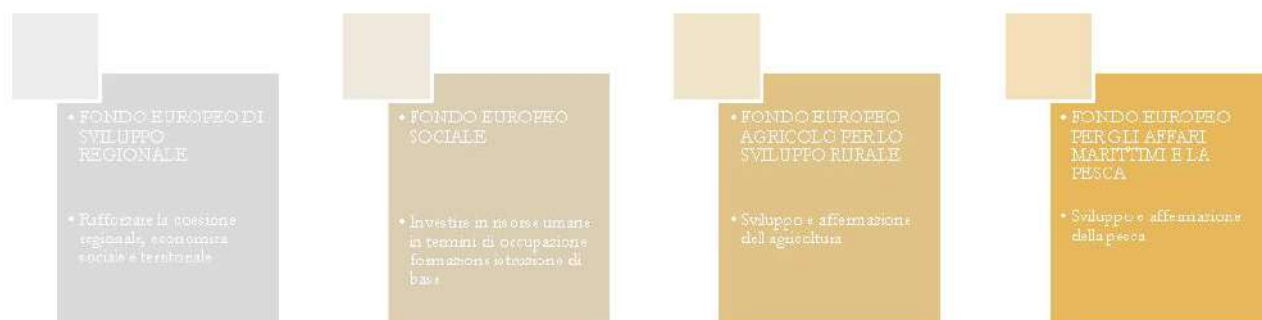 • FONDO EUROPEO DI
SVILUPPO
REGIONALE
• Rafforzare la coesione
regionale, economica
sociale e territoriale
• FONDO EUROPEO
SOCIALE
• Investire in risorse umane
in termini di occupazione
formazione istruzione di
base
• FONDO EUROPEO
AGRICOLO PER LO
SVILUPPO RURALE
• Sviluppo e affermazione
dell agricoltura
• FONDO EUROPEO
PER GLI AFFARI
MARITTIMI E LA
PESCA
• Sviluppo e affermazione
della pesca